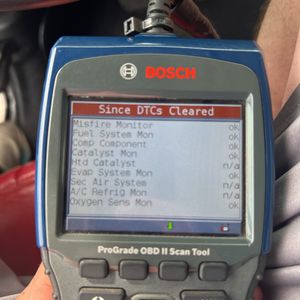 BOSCH
Since DTCs Cleared
Misfire Monitor ok
Fuel System Mon ok
Comp Component ok
Catalyst Mon ok
Htd Catalyst n/a
Evap System Mon ok
Sec Air System n/a
A/C Refrig Mon n/a
Oxygen Sens Mon ok
ProGrade OBD II Scan Tool